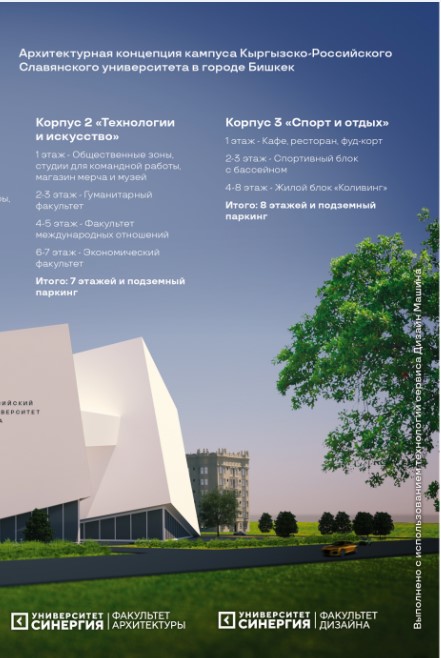 Архитектурная концепция кампуса Кыргызско-Российского
Славянского университета в городе Бишкек
Корпус 2 «Технологии
и искусство»
1 этаж - Общественные зоны,
студии для командной работы,
магазин мерча и музей
2-3 этаж - Гуманитарный
факультет
4-5 этаж - Факультет
международных отношений
6-7 этаж - Экономический
факультет
Итого: 7 этажей и подземный
паркинг
Корпус 3 «Спорт и отдых»
1 этаж - Кафе, ресторан, фуд-корт
2-3 этаж - Спортивный блок
с бассейном
4-8 этаж - Жилой блок «Коливинг»
Итого: 8 этажей и подземный
паркинг
Выполнено с использованием технологии сервиса Дизайн Машина
УНИВЕРСИТЕТ
СИНЕРГИЯ
ФАКУЛЬТЕТ
АРХИТЕКТУРЫ
УНИВЕРСИТЕТ
СИНЕРГИЯ
ФАКУЛЬТЕТ
ДИЗАЙНА